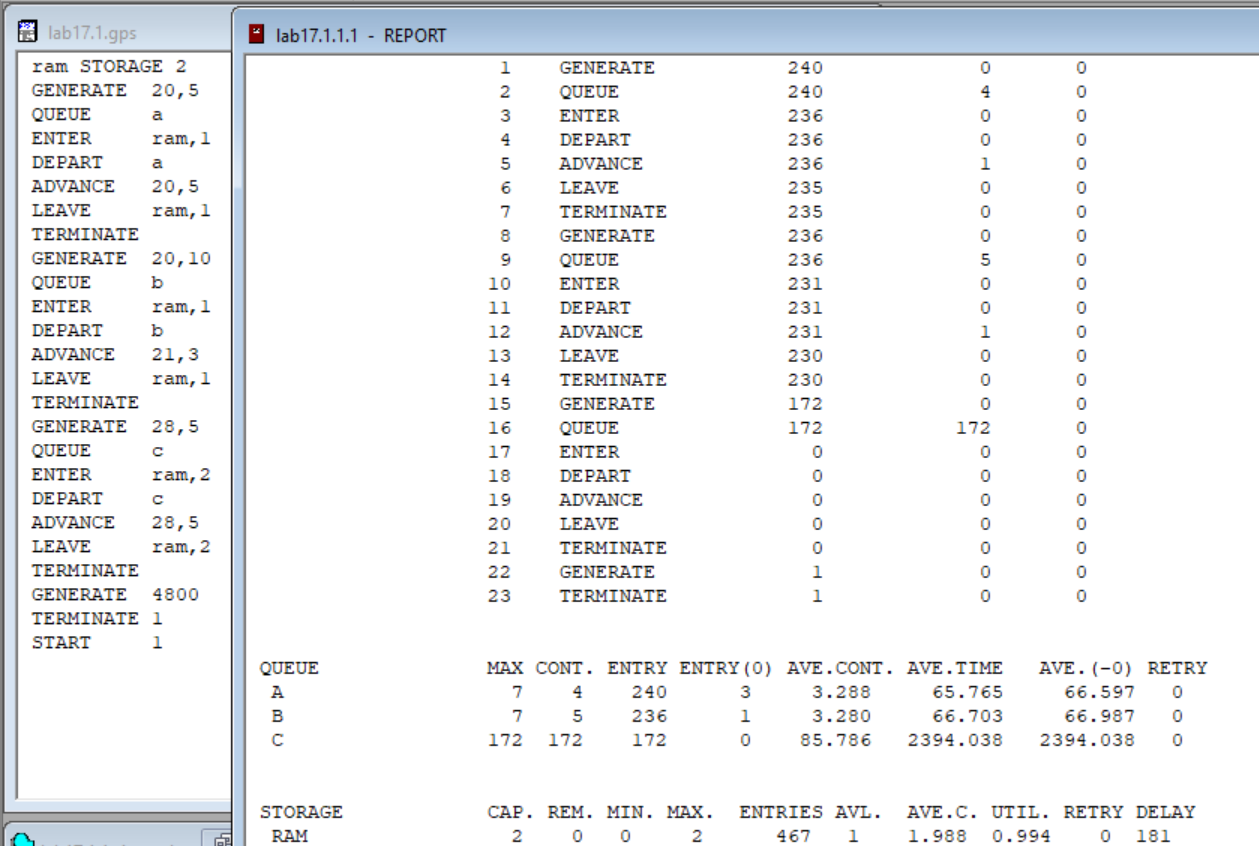 lab17.1.gps
ram STORAGE 2
GENERATE 20,5
QUEUE a
ENTER ram,1
DEPART a
ADVANCE 20,5
LEAVE ram,1
TERMINATE
GENERATE 20,10
QUEUE b
ENTER ram,1
DEPART b
ADVANCE 21,3
LEAVE ram,1
TERMINATE
GENERATE 28,5
QUEUE c
ENTER ram,2
DEPART c
ADVANCE 28,5
LEAVE ram,2
TERMINATE
GENERATE 4800
TERMINATE 1
START 1
lab17.1.1.1 - REPORT
1 GENERATE 240 0 0
2 QUEUE 240 4 0
3 ENTER 236 0 0
4 DEPART 236 0 0
5 ADVANCE 236 1 0
6 LEAVE 235 0 0
7 TERMINATE 235 0 0
8 GENERATE 236 0 0
9 QUEUE 236 5 0
10 ENTER 231 0 0
11 DEPART 231 0 0
12 ADVANCE 231 1 0
13 LEAVE 230 0 0
14 TERMINATE 230 0 0
15 GENERATE 172 0 0
16 QUEUE 172 172 0
17 ENTER 0 0 0
18 DEPART 0 0 0
19 ADVANCE 0 0 0
20 LEAVE 0 0 0
21 TERMINATE 0 0 0
22 GENERATE 1 0 0
23 TERMINATE 1 0 0
QUEUE MAX CONT. ENTRY ENTRY(0) AVE.CONT. AVE.TIME AVE.(-0) RETRY
A 7 4 240 3 3.288 65.765 66.597 0
B 7 5 236 1 3.280 66.703 66.987 0
C 172 172 172 0 85.786 2394.038 2394.038 0
STORAGE CAP. REM. MIN. MAX. ENTRIES AVL. AVE.C. UTIL. RETRY DELAY
RAM 2 0 0 2 467 1 1.988 0.994 0 181